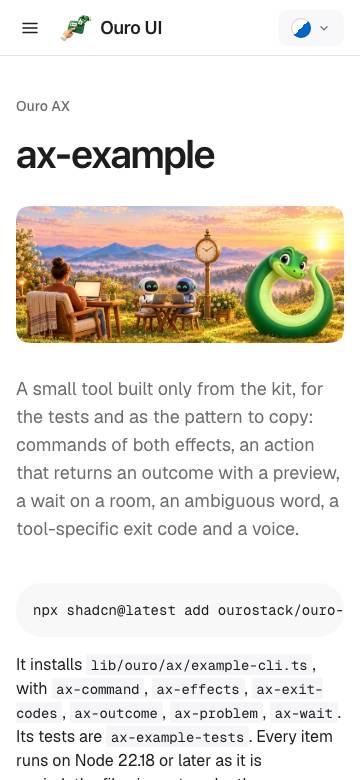 Ouro UI
Ouro AX
ax-example
A small tool built only from the kit, for
the tests and as the pattern to copy:
commands of both effects, an action
that returns an outcome with a preview,
a wait on a room, an ambiguous word, a
tool-specific exit code and a voice.
npx shadcn@latest add ourostack/ouro-
It installs lib/ouro/ax/example-cli.ts,
with ax-command, ax-effects, ax-exit-
codes, ax-outcome, ax-problem, ax-wait.
Its tests are ax-example-tests. Every item
runs on Node 22.18 or later as it is